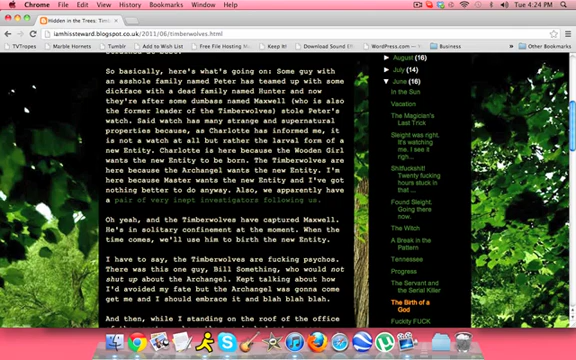 Chrome File Edit View History Bookmarks Window Help
Tue 4:24 PM
Hidden in the Trees: Tim
iamhissteward.blogspot.co.uk/2011/06/timberwolves.html
TVTropes Marble Hornets Tumblr Add to Wish List Keep It! Download Sound Ef WordPress.com / For Business Other Bookmarks
So basically, here's what's going on: Some guy with
an asshole family named Peter has teamed up with some
dickface with a dead family named Hunter and now
they're after some dumbass named Maxwell (who is also
the former leader of the Timberwolves) stole Peter's
watch. Said watch has many strange and supernatural
properties because, as Charlotte has informed me, it
is not a watch at all but rather the larval form of a
new Entity. Charlotte is here because the Wooden Girl
wants the new Entity to be born. The Timberwolves are
here because the Archangel wants the new Entity. I'm
here because Master wants the new Entity and I've got
nothing better to do anyway. Also, we apparently have
a pair of very inept investigators following us.
Oh yeah, and the Timberwolves have captured Maxwell.
He's in solitary confinement at the moment. When the
time comes, we'll use him to birth the new Entity.
I have to say, the Timberwolves are fucking psychos.
There was this one guy, Bill Something, who would not
shut up about the Archangel. Kept talking about how
I'd avoided my fate but the Archangel was gonna come
get me and I should embrace it and blah blah blah.
And then, while I standing on the roof of the office
August (16)
July (14)
June (16)
In the Sun
Vacation
The Magician's
Last Trick
Sleight was right.
It's watching
me. I see it
righ...
Shitfuckshit!
Twenty fucking
hours stuck in
that ...
Found Sleight.
Going there
now.
The Witch
A Break in the
Pattern
Tennessee
Progress
The Servant and
the Serial Killer
The Birth of a
God
Fuckity FUCK